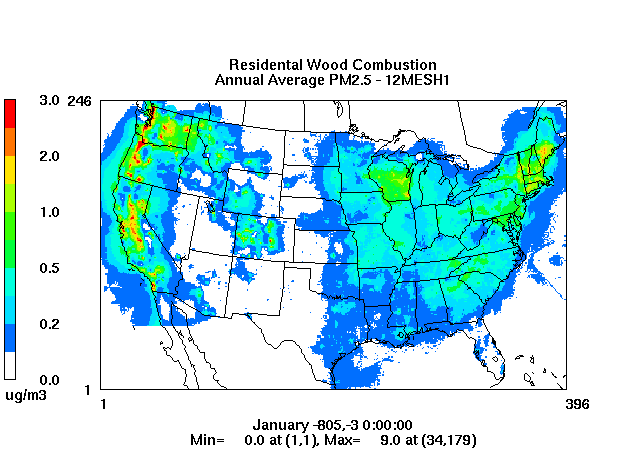 Residental Wood Combustion
Annual Average PM2.5 - 12MESH1
3.0
2.0
1.0
0.5
0.2
0.0
ug/m3
246
1
1
396
January -805,-3 0:00:00
Min= 0.0 at (1,1), Max= 9.0 at (34,179)